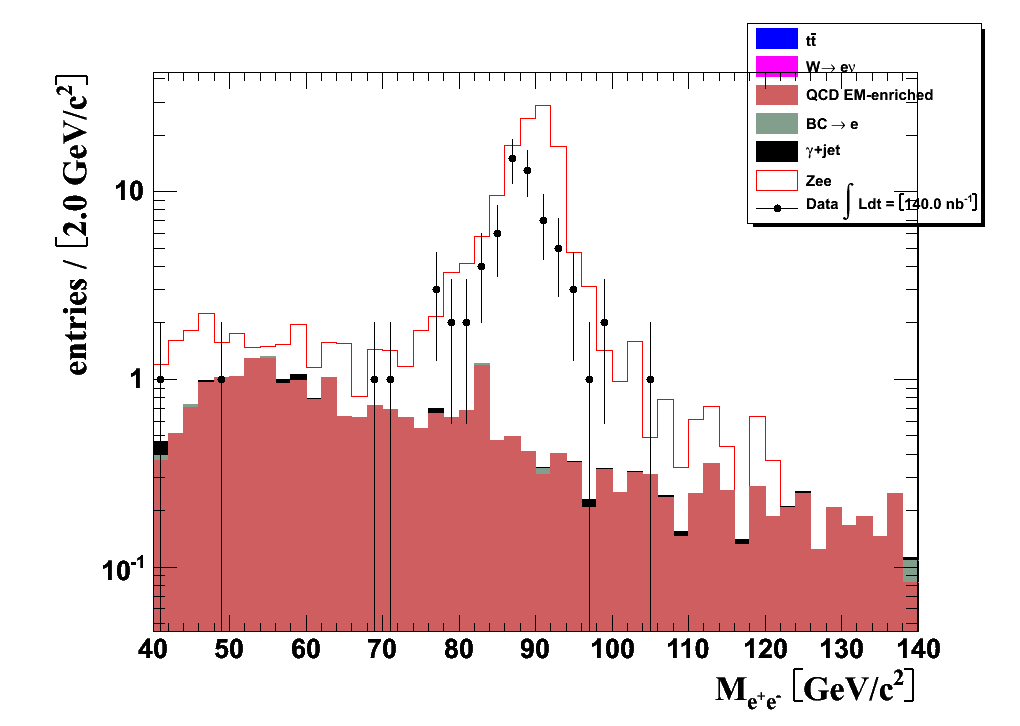 tt̄
W→ eν
QCD EM-enriched
BC → e
γ+jet
Zee
Data ∫ Ldt = [140.0 nb⁻¹]
entries / [2.0 GeV/c²]
10
1
10⁻¹
40 50 60 70 80 90 100 110 120 130 140
Mₑ⁺ₑ⁻ [GeV/c²]